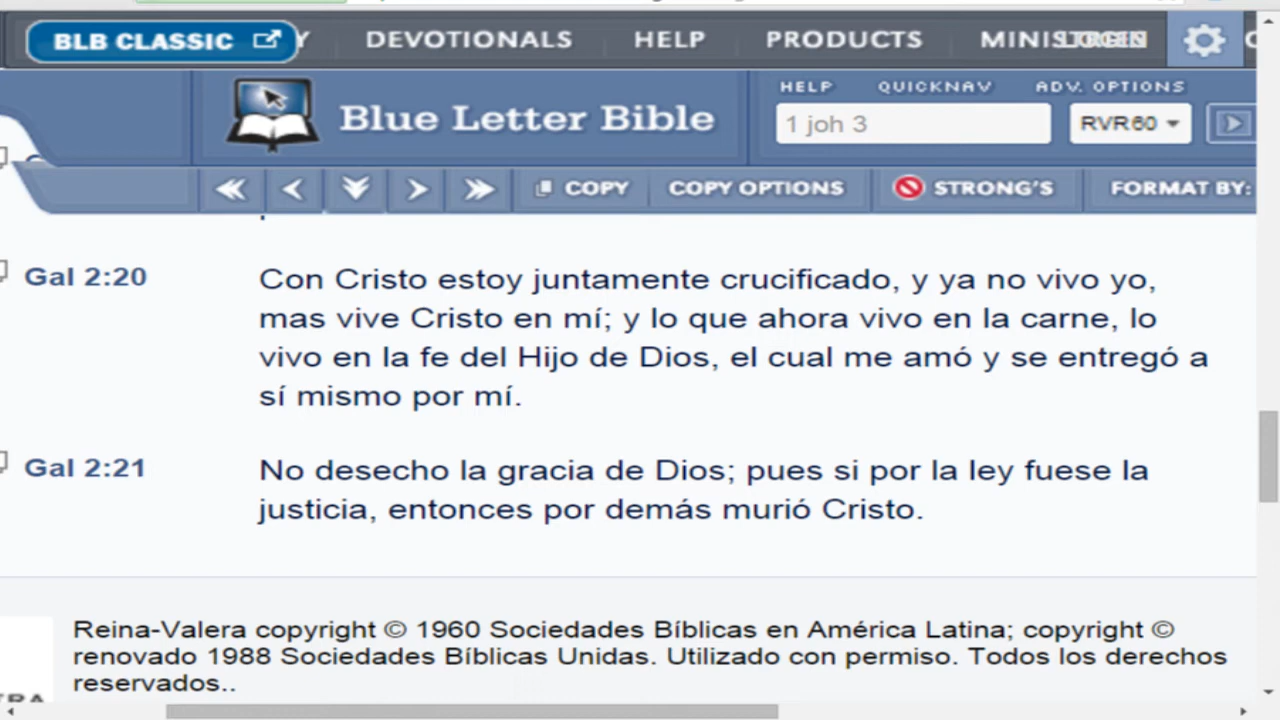 BLB CLASSIC
DEVOTIONALS
HELP
PRODUCTS
Blue Letter Bible
HELP QUICKNAV ADV. OPTIONS
1 joh 3
RVR60
COPY
COPY OPTIONS
STRONG'S
FORMAT BY:
Gal 2:20
Con Cristo estoy juntamente crucificado, y ya no vivo yo,
mas vive Cristo en mí; y lo que ahora vivo en la carne, lo
vivo en la fe del Hijo de Dios, el cual me amó y se entregó a
sí mismo por mí.
Gal 2:21
No desecho la gracia de Dios; pues si por la ley fuese la
justicia, entonces por demás murió Cristo.
Reina-Valera copyright © 1960 Sociedades Bíblicas en América Latina; copyright ©
renovado 1988 Sociedades Bíblicas Unidas. Utilizado con permiso. Todos los derechos
reservados..